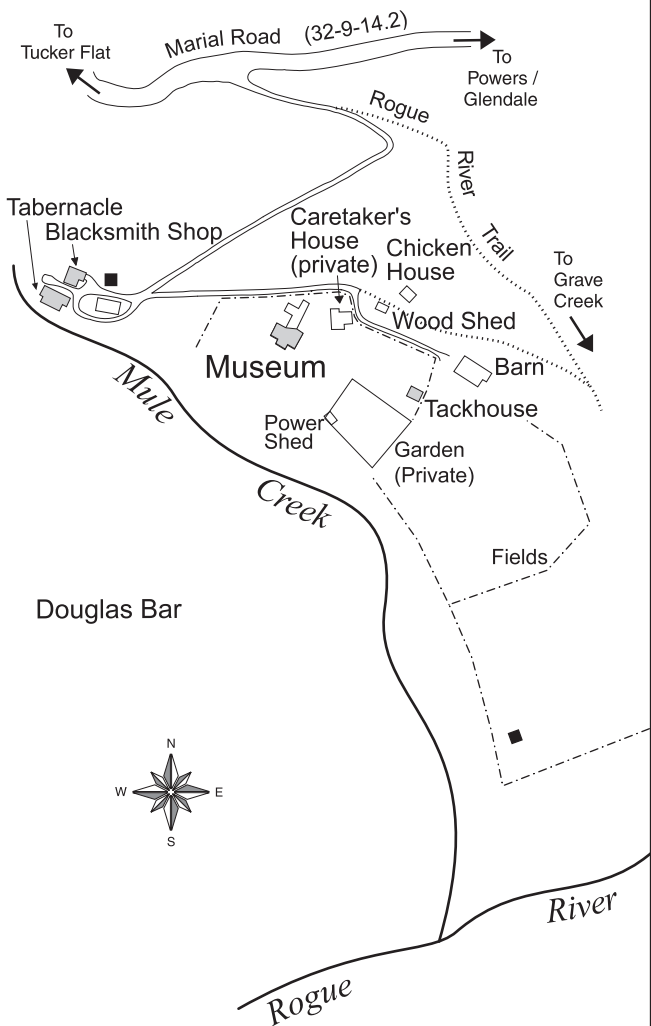 To
Tucker Flat
Marial Road (32-9-14.2)
To
Powers /
Glendale
Rogue
River
Trail
Tabernacle
Blacksmith Shop
Caretaker's
House
(private)
Chicken
House
To
Grave
Creek
Wood Shed
Museum
Barn
Mule
Tackhouse
Power
Shed
Garden
(Private)
Creek
Fields
Douglas Bar
N
W
E
S
River
Rogue